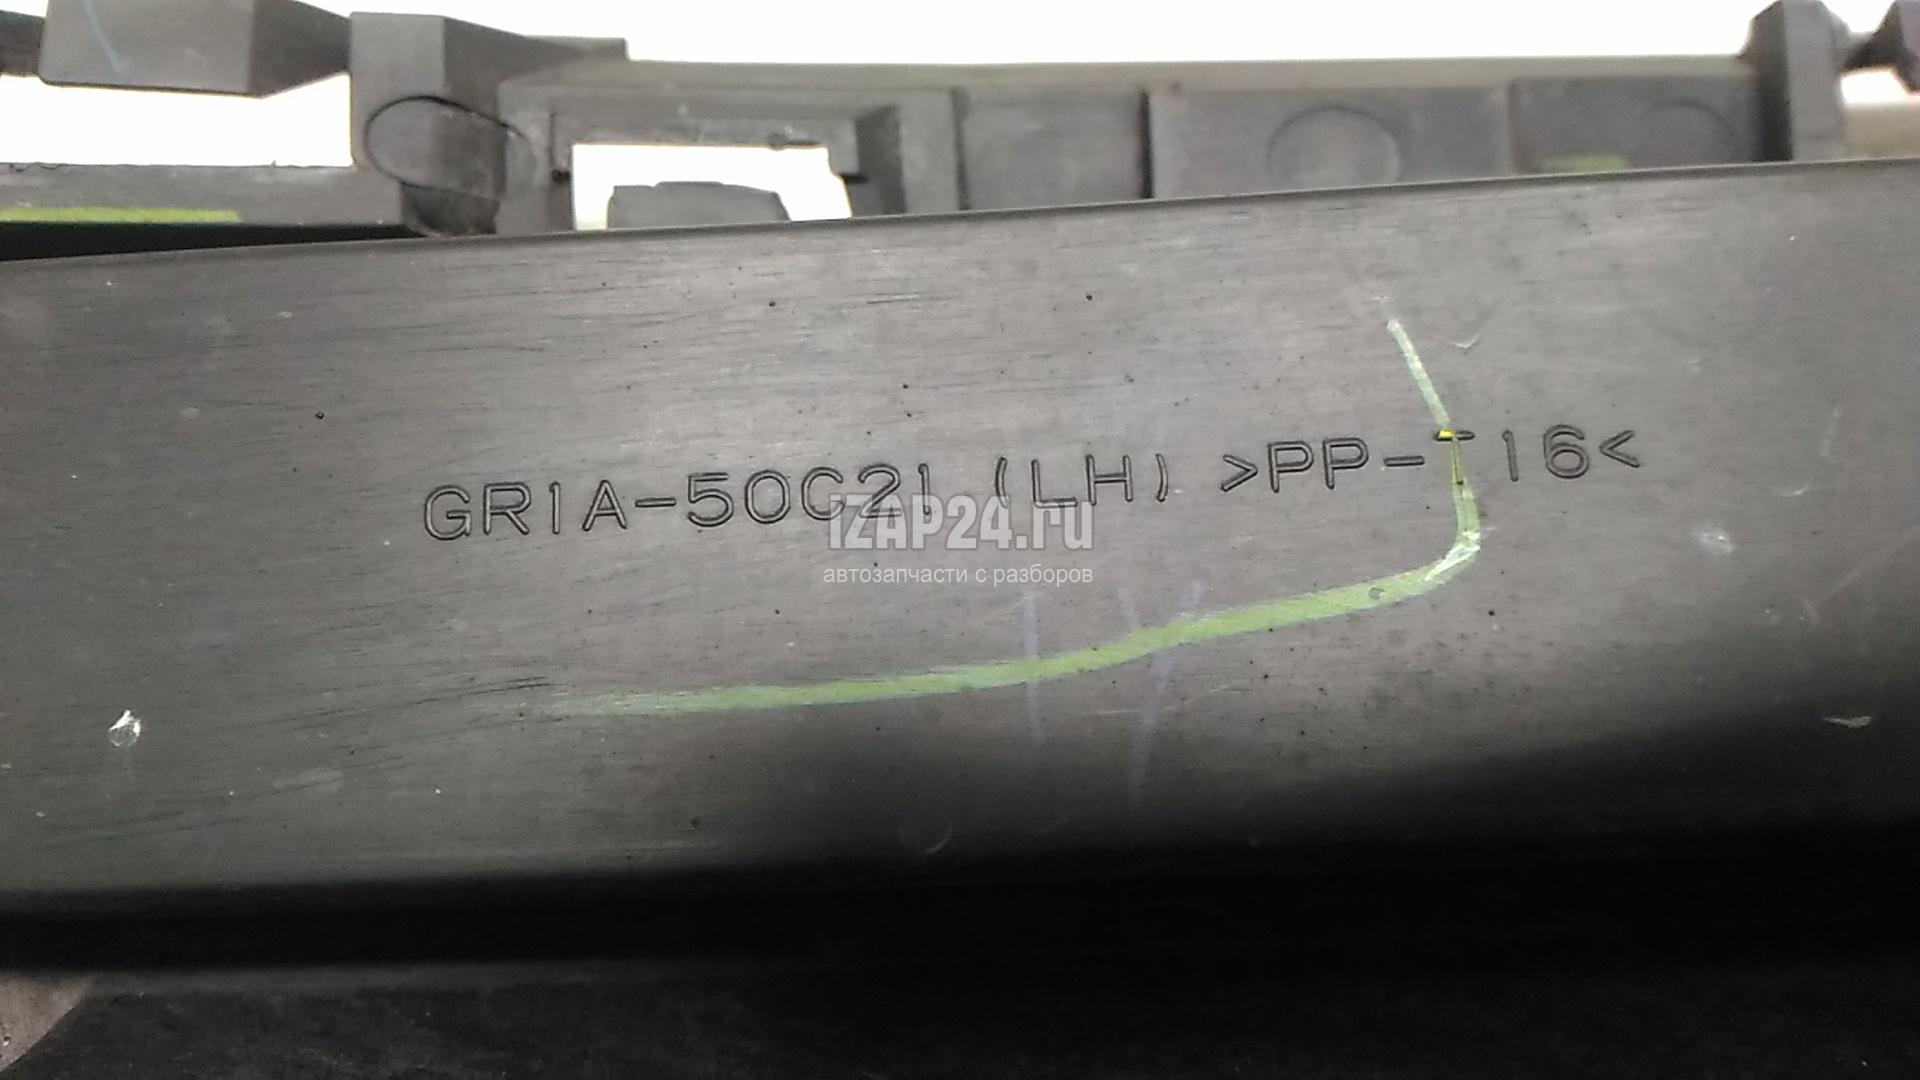 GR1A-50C21 (LH) >PP-T16<
iZAP24.ru
автозапчасти с разборов